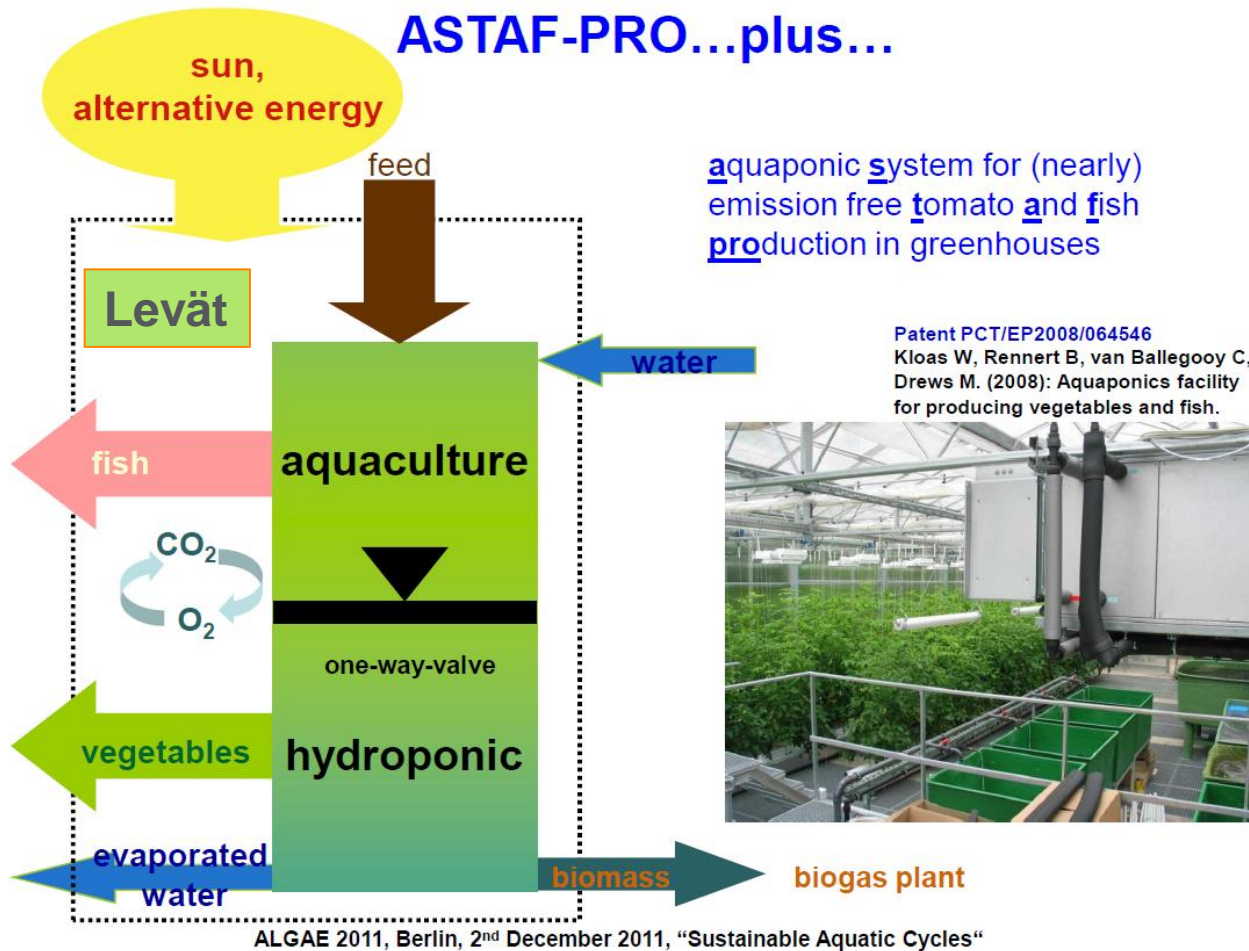 ASTAF-PRO...plus...
sun,
alternative energy
feed
aquaponic system for (nearly)
emission free tomato and fish
production in greenhouses
Levät
water
Patent PCT/EP2008/064546
Kloas W, Rennert B, van Ballegooy C,
Drews M. (2008): Aquaponics facility
for producing vegetables and fish.
fish
aquaculture
CO₂
O₂
one-way-valve
vegetables
hydroponic
evaporated
water
biomass
biogas plant
ALGAE 2011, Berlin, 2nd December 2011, “Sustainable Aquatic Cycles“